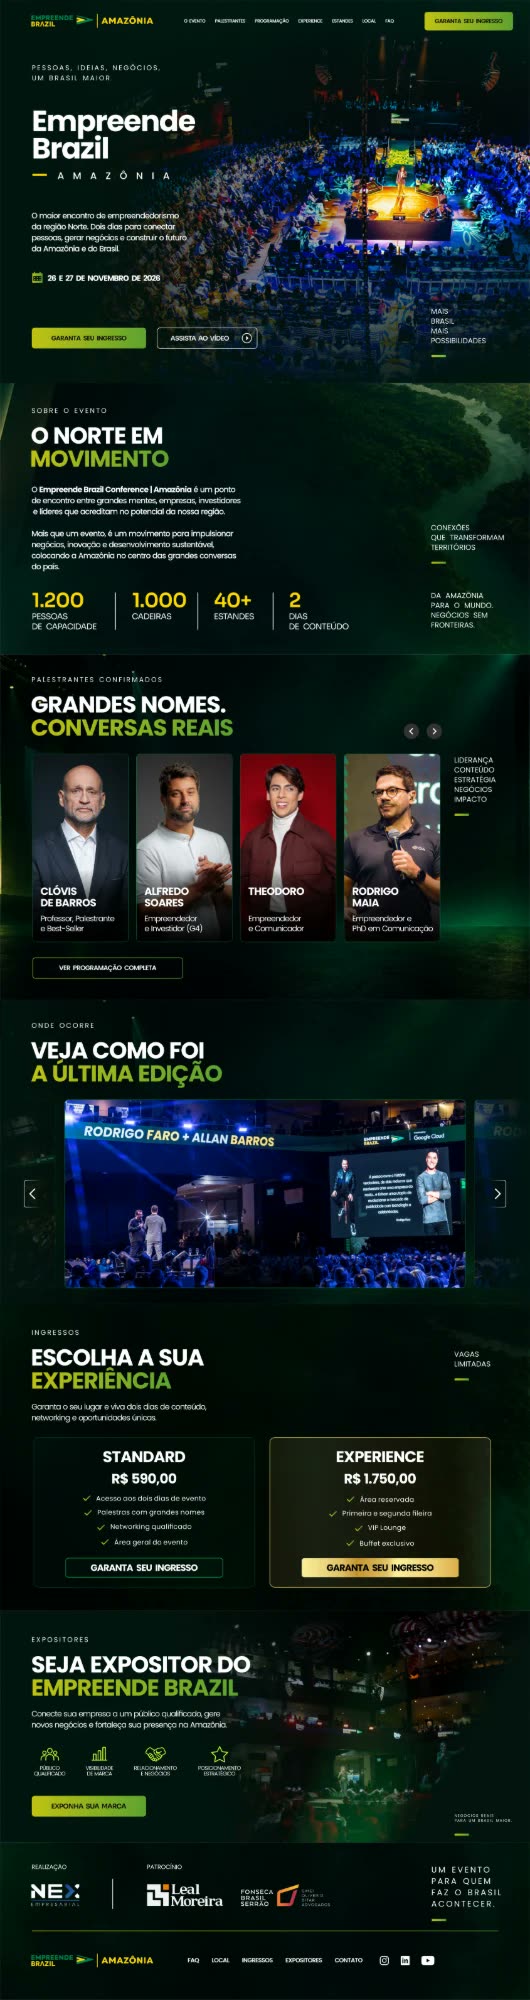 EMPREENDE BRAZIL | AMAZÔNIA
O EVENTO PALESTRANTES PROGRAMAÇÃO EXPERIENCE ESTANDES LOCAL FAQ
GARANTA SEU INGRESSO
PESSOAS, IDEIAS, NEGÓCIOS,
UM BRASIL MAIOR
Empreende
Brazil
AMAZÔNIA
O maior encontro de empreendedorismo
da região Norte. Dois dias para conectar
pessoas, gerar negócios e construir o futuro
da Amazônia e do Brasil.
26 E 27 DE NOVEMBRO DE 2026
GARANTA SEU INGRESSO
ASSISTA AO VÍDEO
MAIS
BRASIL
MAIS
POSSIBILIDADES
SOBRE O EVENTO
O NORTE EM
MOVIMENTO
O Empreende Brazil Conference | Amazônia é um ponto
de encontro entre grandes mentes, empresas, investidores
e líderes que acreditam no potencial da nossa região.
Mais que um evento, é um movimento para impulsionar
negócios, inovação e desenvolvimento sustentável,
colocando a Amazônia no centro das grandes conversas
do país.
CONEXÕES
QUE TRANSFORMAM
TERRITÓRIOS
1.200
PESSOAS
DE CAPACIDADE
1.000
CADEIRAS
40+
ESTANDES
2
DIAS
DE CONTEÚDO
DA AMAZÔNIA
PARA O MUNDO.
NEGÓCIOS SEM
FRONTEIRAS.
PALESTRANTES CONFIRMADOS
GRANDES NOMES.
CONVERSAS REAIS
LIDERANÇA
CONTEÚDO
ESTRATÉGIA
NEGÓCIOS
IMPACTO
CLÓVIS
DE BARROS
Professor, Palestrante
e Best-Seller
ALFREDO
SOARES
Empreendedor
e Investidor (G4)
THEODORO
Empreendedor
e Comunicador
RODRIGO
MAIA
Empreendedor e
PhD em Comunicação
VER PROGRAMAÇÃO COMPLETA
ONDE OCORRE
VEJA COMO FOI
A ÚLTIMA EDIÇÃO
RODRIGO FARO + ALLAN BARROS
EMPREENDE BRAZIL
Google Cloud
INGRESSOS
ESCOLHA A SUA
EXPERIÊNCIA
VAGAS
LIMITADAS
Garanta o seu lugar e viva dois dias de conteúdo,
networking e oportunidades únicas.
STANDARD
R$ 590,00
Acesso aos dois dias de evento
Palestras com grandes nomes
Networking qualificado
Área geral do evento
GARANTA SEU INGRESSO
EXPERIENCE
R$ 1.750,00
Área reservada
Primeira e segunda fileira
VIP Lounge
Buffet exclusivo
GARANTA SEU INGRESSO
EXPOSITORES
SEJA EXPOSITOR DO
EMPREENDE BRAZIL
Conecte sua empresa a um público qualificado, gere
novos negócios e fortaleça sua presença na Amazônia.
PÚBLICO
QUALIFICADO
VISIBILIDADE
DE MARCA
RELACIONAMENTO
E NEGÓCIOS
POSICIONAMENTO
ESTRATÉGICO
EXPONHA SUA MARCA
NEGÓCIOS REAIS
PARA UM BRASIL MAIOR.
REALIZAÇÃO
NEX
EMPRESARIAL
PATROCÍNIO
Leal
Moreira
FONSECA
BRASIL
SERRÃO
ADVOGADOS
UM EVENTO
PARA QUEM
FAZ O BRASIL
ACONTECER.
EMPREENDE BRAZIL | AMAZÔNIA
FAQ LOCAL INGRESSOS EXPOSITORES CONTATO